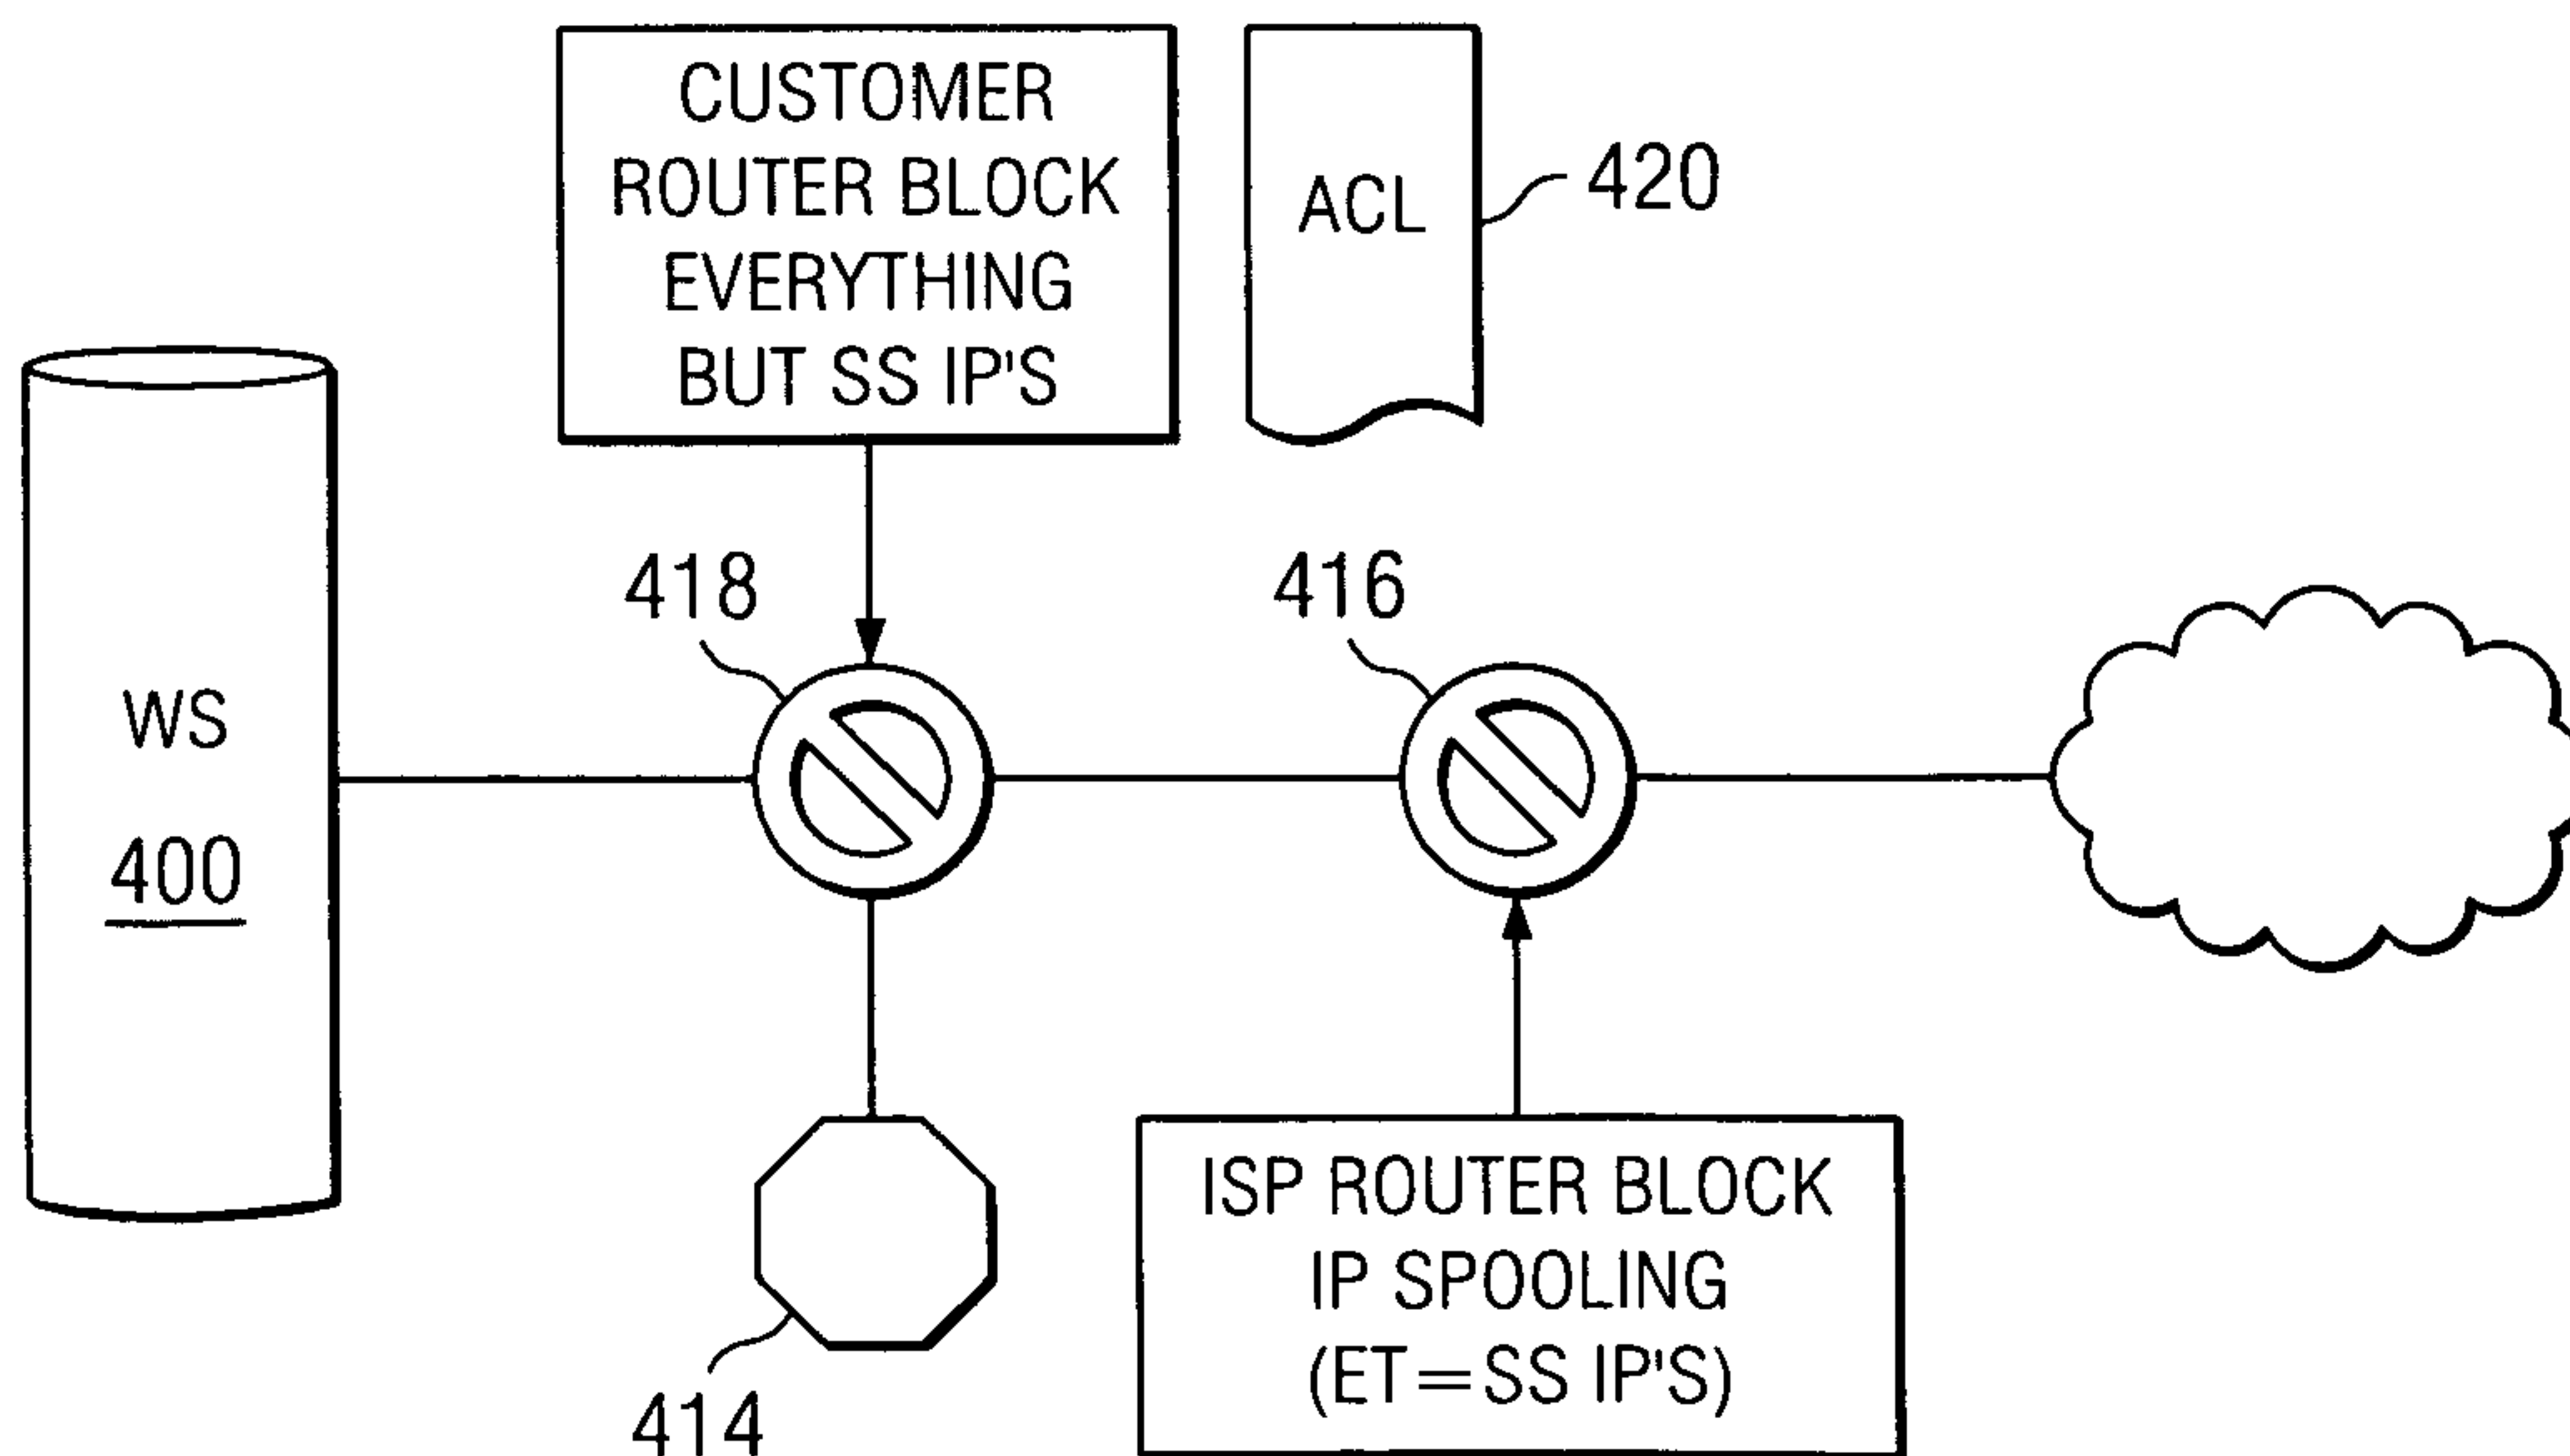 CUSTOMER
ROUTER BLOCK
EVERYTHING
BUT SS IP'S
ACL
420
418
416
WS
400
414
ISP ROUTER BLOCK
IP SPOOLING
(ET=SS IP'S)